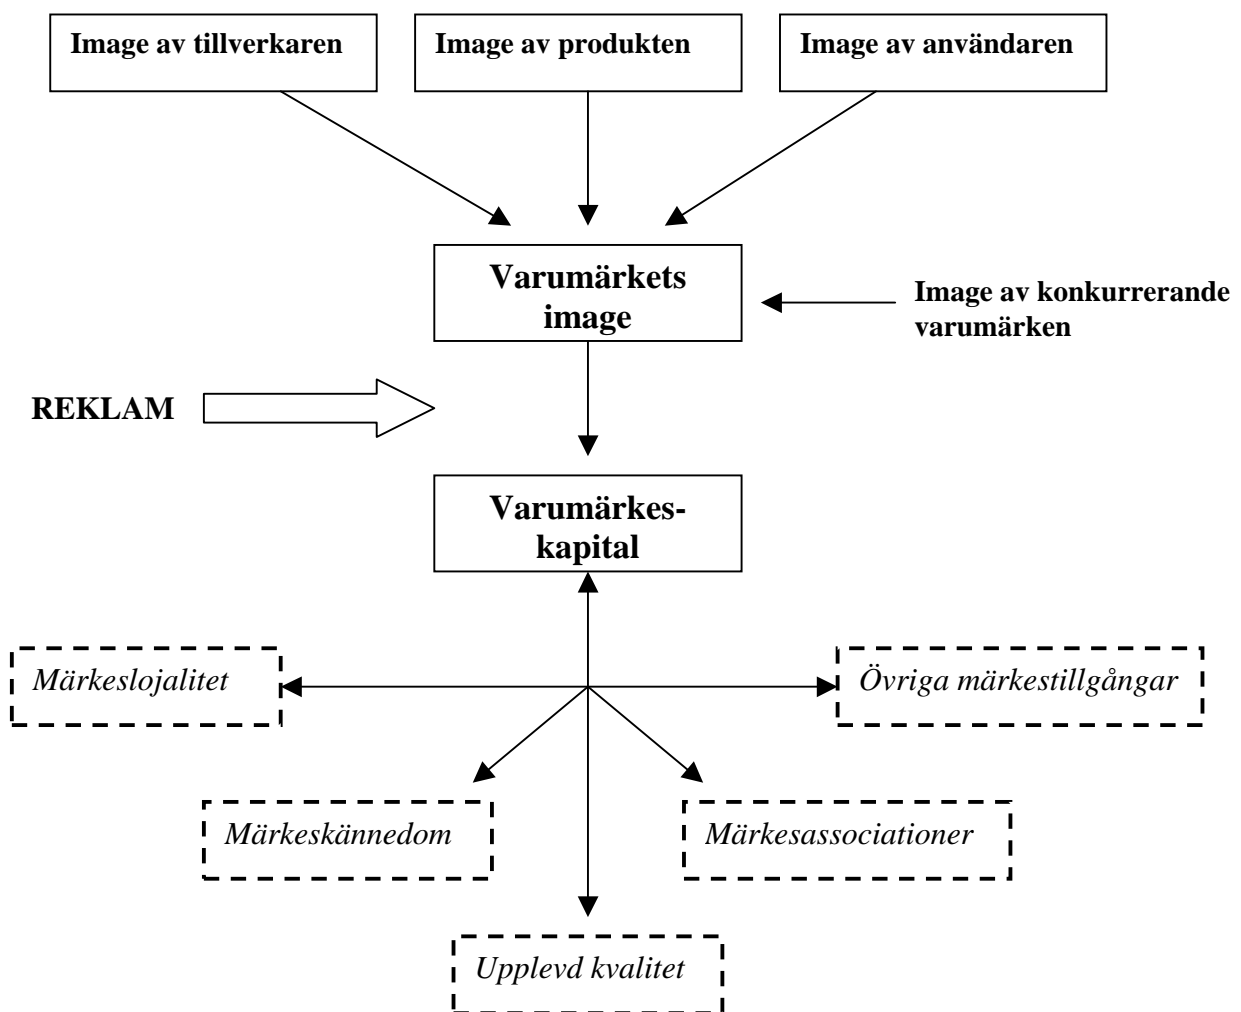 Image av tillverkaren
Image av produkten
Image av användaren
Varumärkets
image
Image av konkurrerande
varumärken
REKLAM
Varumärkes-
kapital
Märkeslojalitet
Övriga märkestillgångar
Märkeskännedom
Märkesassociationer
Upplevd kvalitet